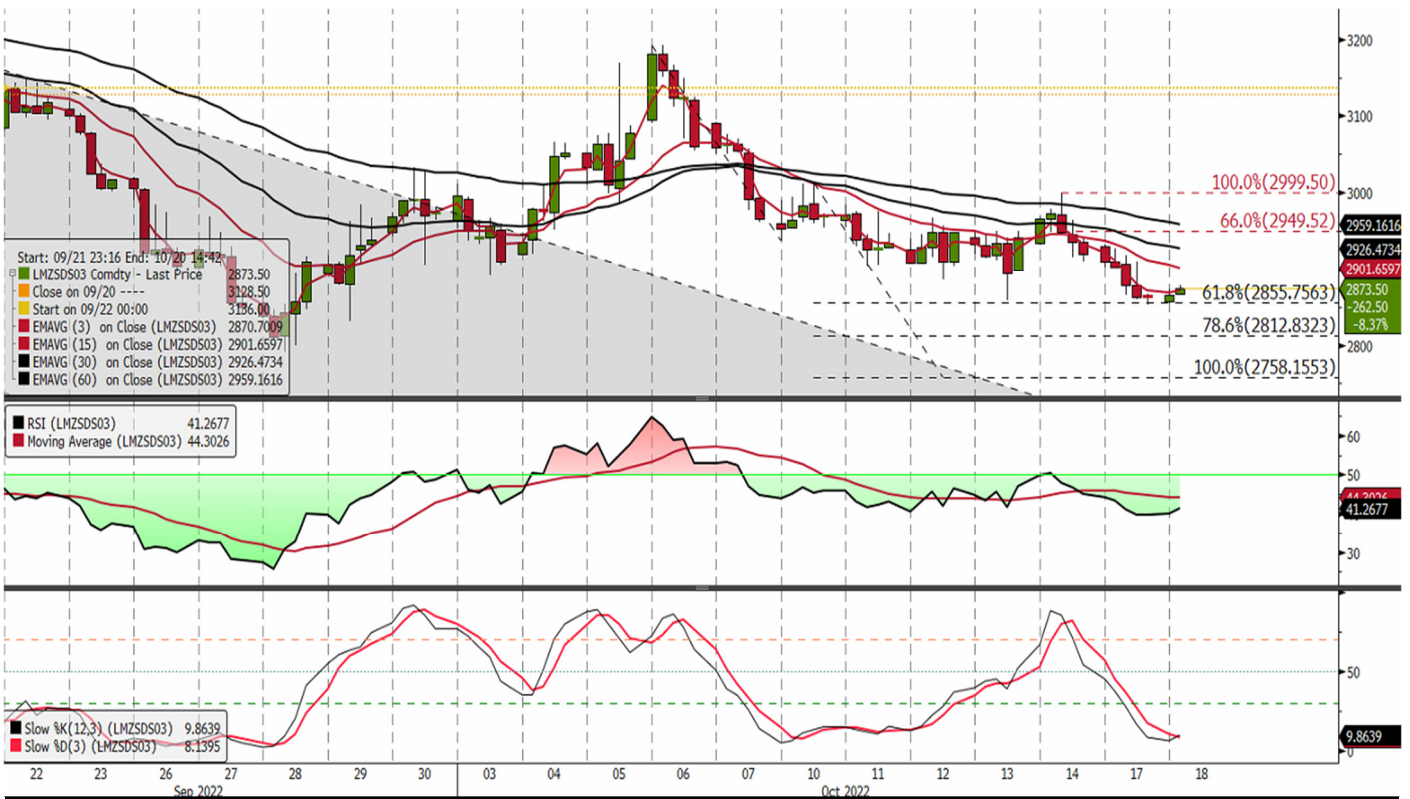 3200
3100
3000
2800
100.0%(2999.50)
66.0%(2949.52)
61.8%(2855.7563)
78.6%(2812.8323)
100.0%(2758.1553)
2959.1616
2926.4734
2901.6597
2873.50
-262.50
-8.37%
Start: 09/21 23:16 End: 10/20 14:42
LMZSDS03 Comdty - Last Price 2873.50
Close on 09/20 ---- 3128.50
Start on 09/22 00:00 3136.00
EMAVG (3) on Close (LMZSDS03) 2870.7009
EMAVG (15) on Close (LMZSDS03) 2901.6597
EMAVG (30) on Close (LMZSDS03) 2926.4734
EMAVG (60) on Close (LMZSDS03) 2959.1616
RSI (LMZSDS03) 41.2677
Moving Average (LMZSDS03) 44.3026
60
50
44.3026
41.2677
30
50
Slow %K(12,3) (LMZSDS03) 9.8639
Slow %D(3) (LMZSDS03) 8.1395
9.8639
0
22 23 26 27 28 29 30 03 04 05 06 07 10 11 12 13 14 17 18
Sep 2022 Oct 2022